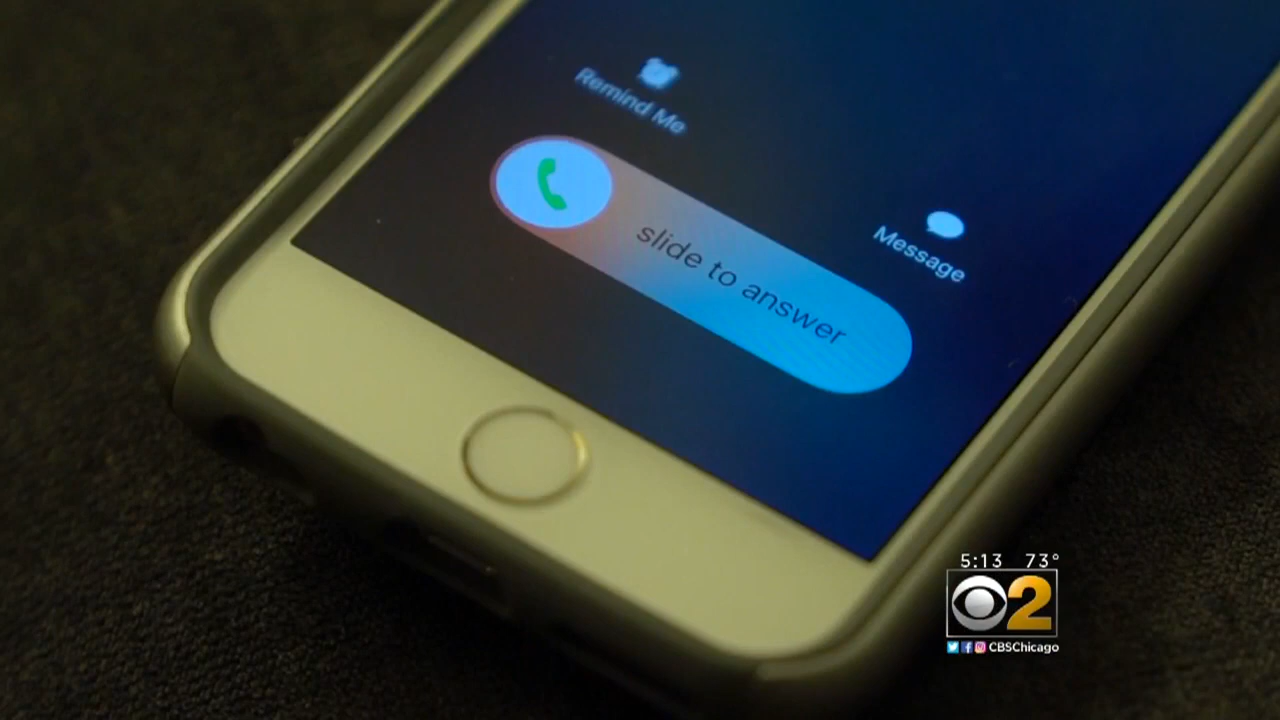 Remind Me
Message
slide to answer
5:13 73°
2
CBSChicago